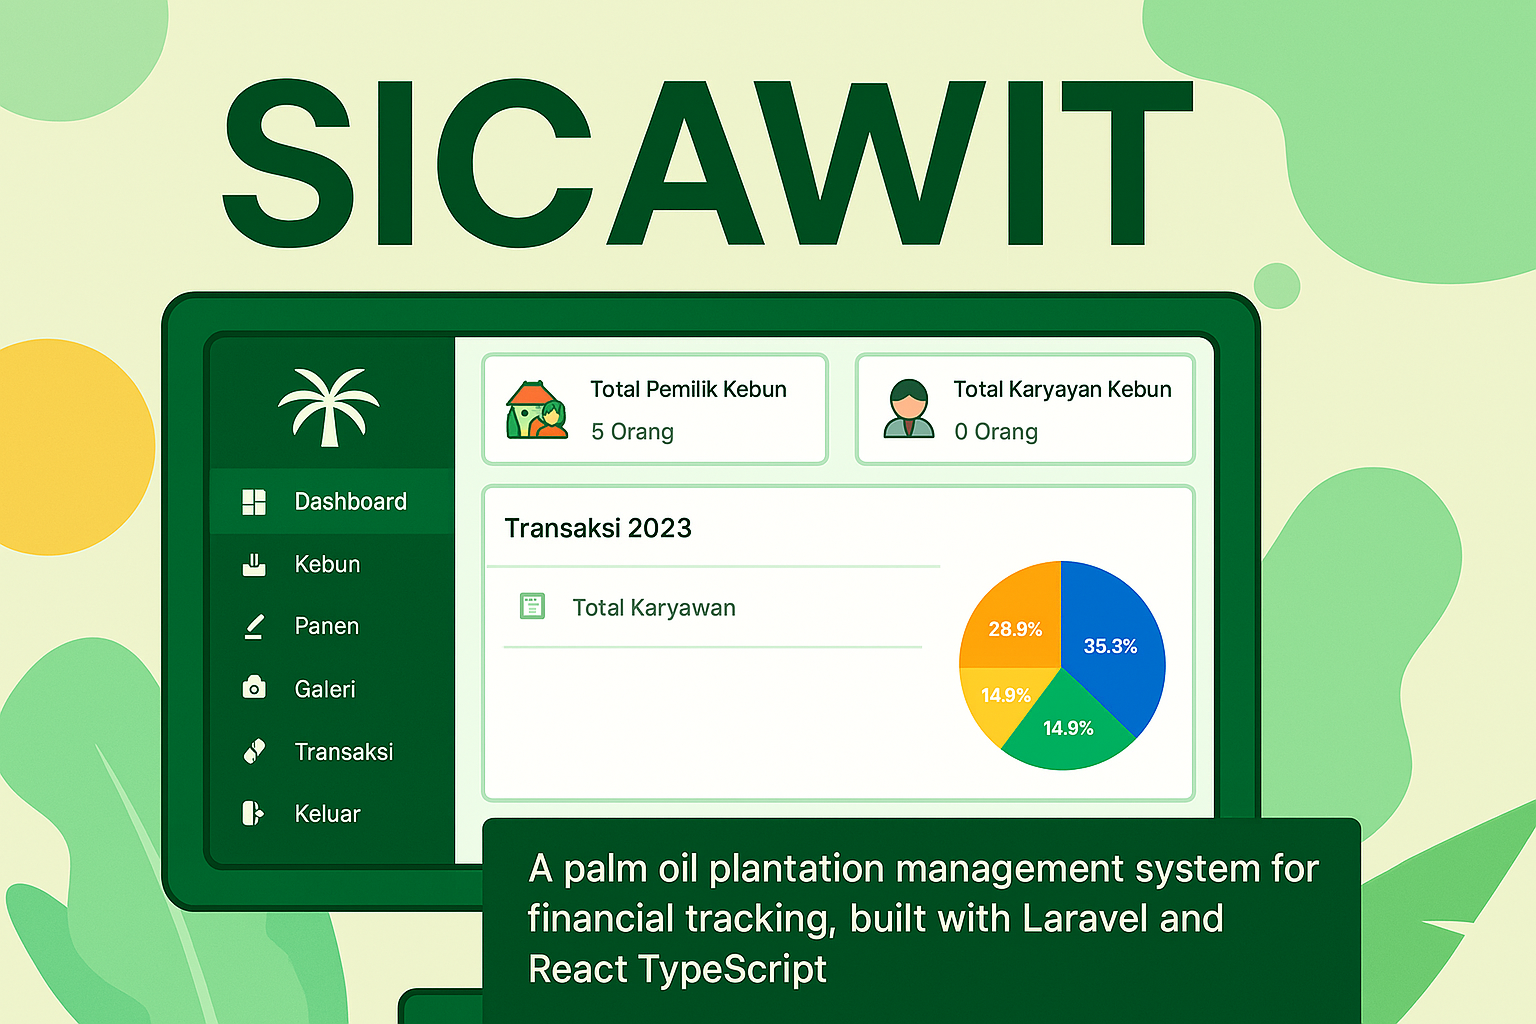 SICAWIT
Dashboard
Kebun
Panen
Galeri
Transaksi
Keluar
Total Pemilik Kebun
5 Orang
Total Karyayan Kebun
0 Orang
Transaksi 2023
Total Karyawan
28.9%
35.3%
14.9%
14.9%
A palm oil plantation management system for
financial tracking, built with Laravel and
React TypeScript